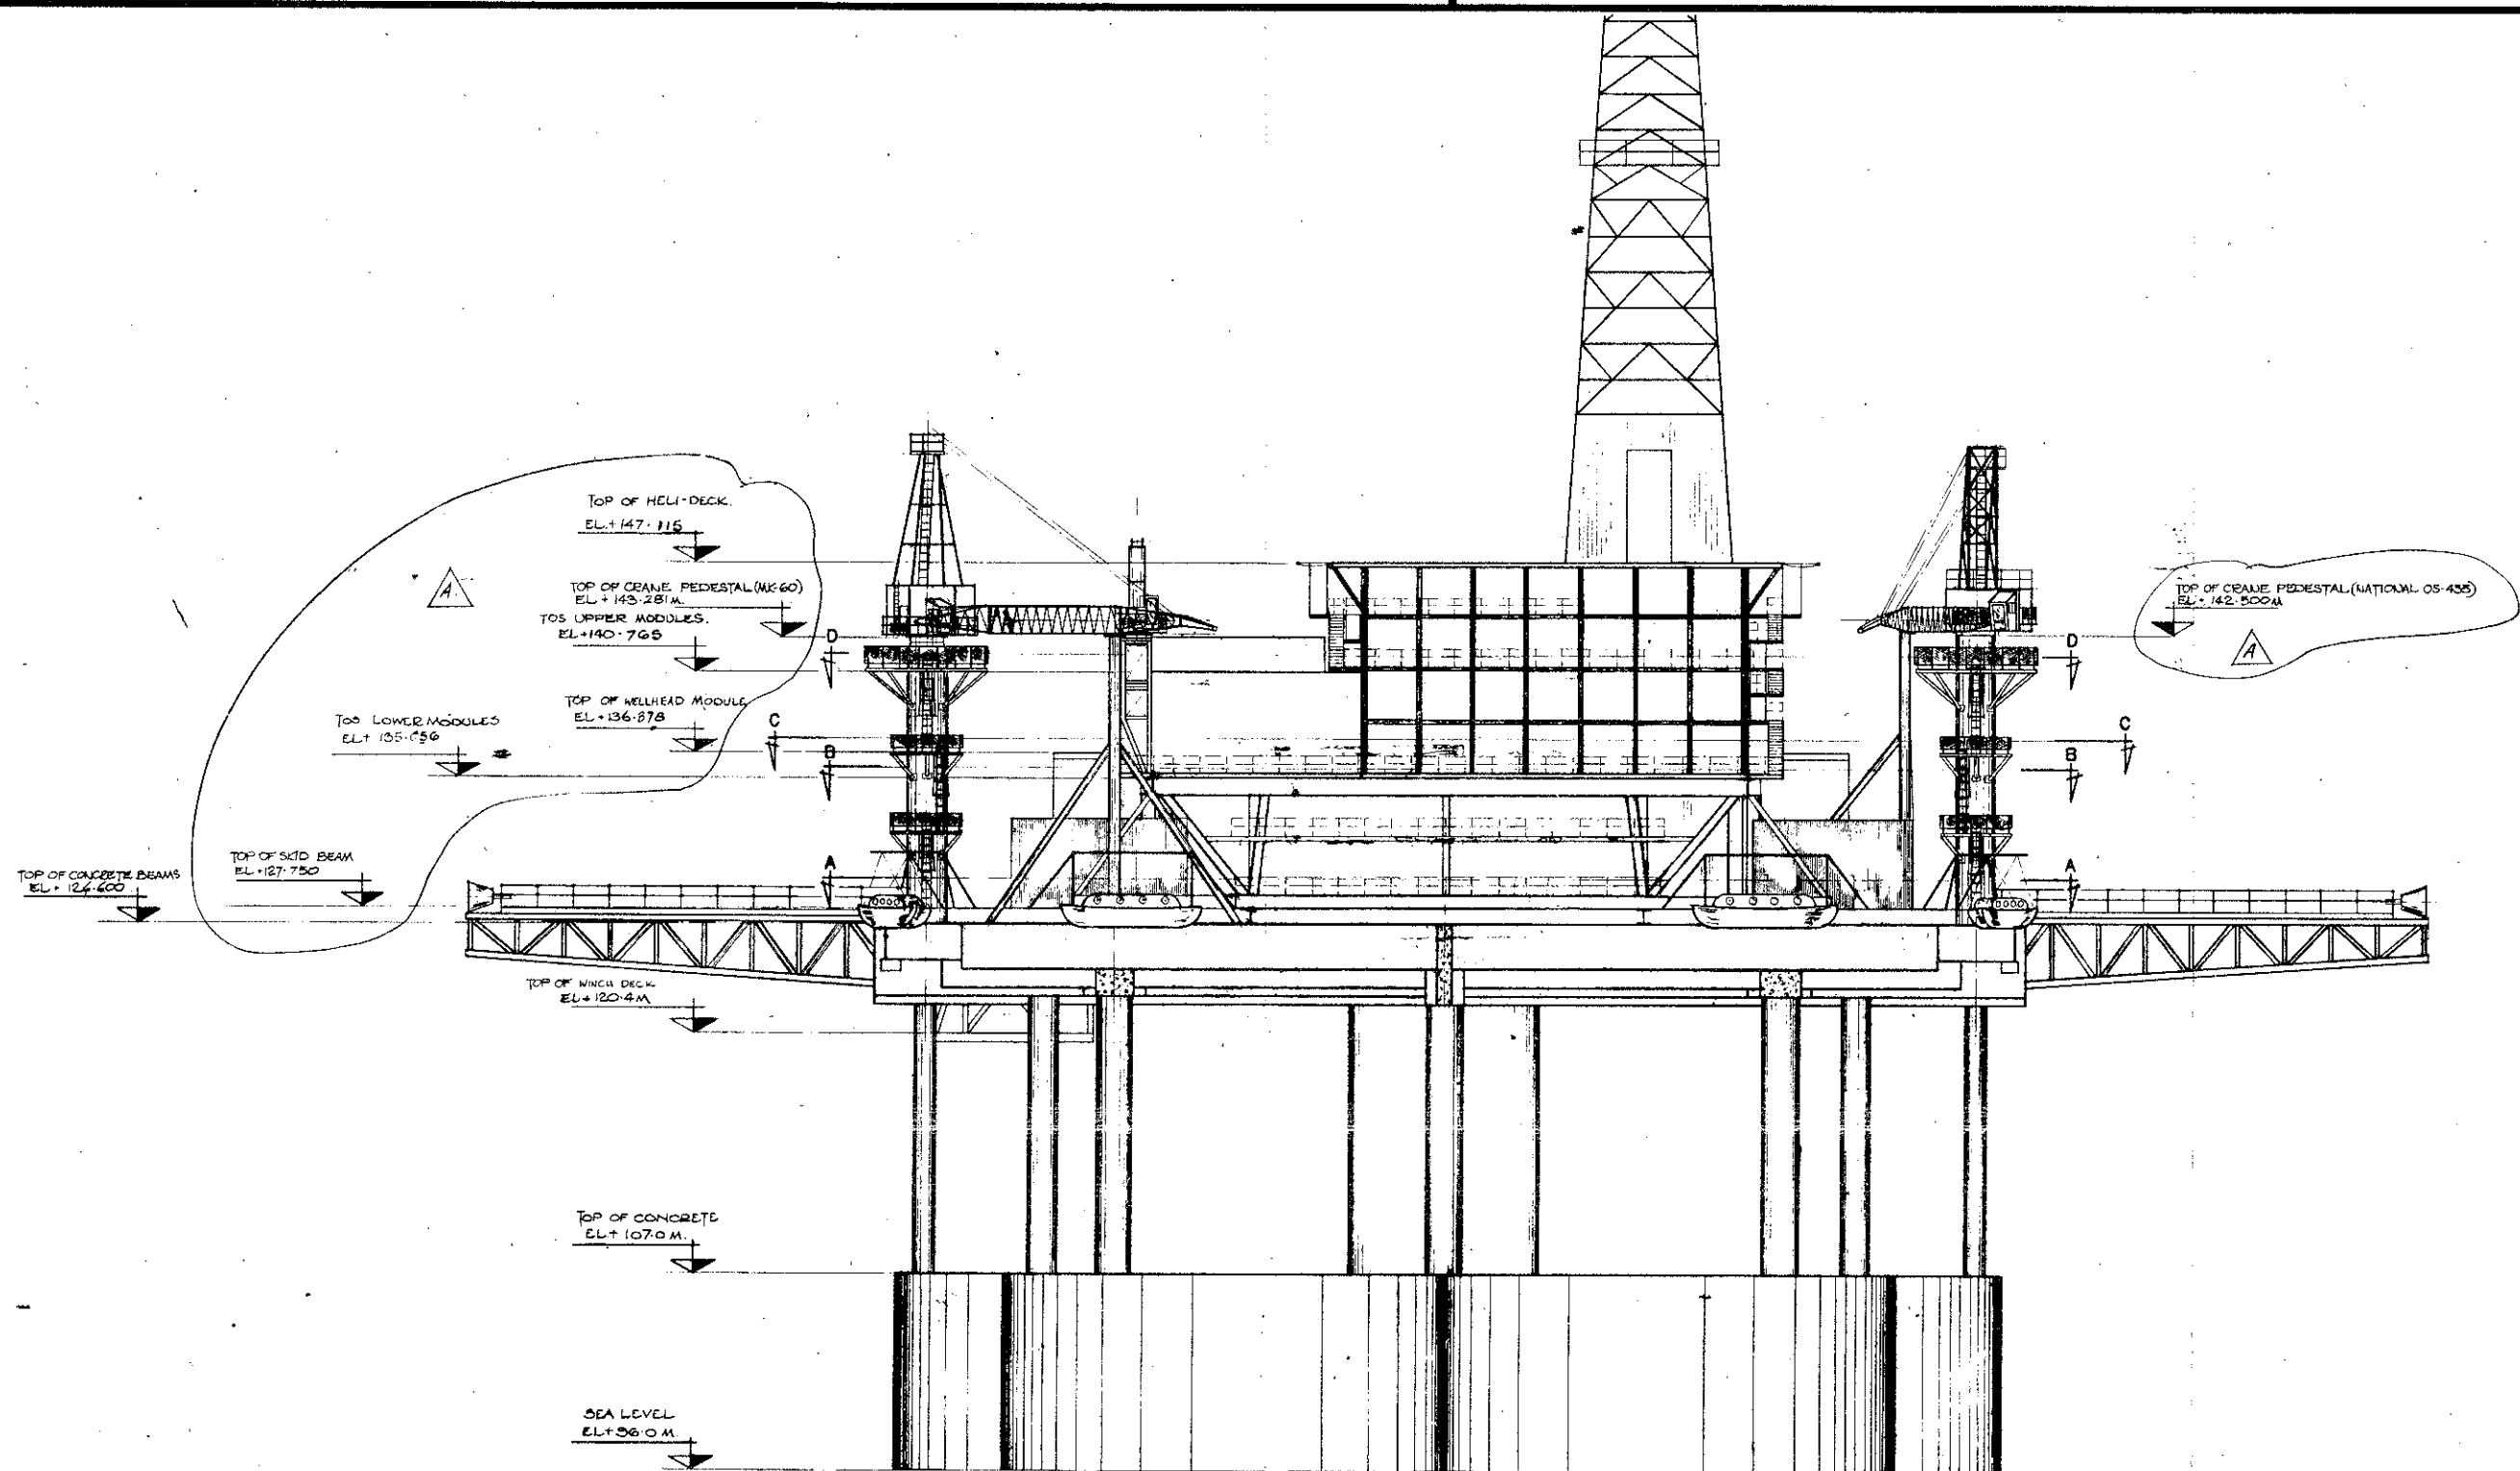 TOP OF HELI-DECK.
EL.+147.115
TOP OF CRANE PEDESTAL (MK-60)
EL+143.281M.
TOS UPPER MODULES.
EL+140.765
D
TOP OF WELLHEAD MODULE
EL+136.878
TOS LOWER MODULES
EL+
C
B
A
TOP OF SKID BEAM
EL+127.750
TOP OF CONCRETE BEAMS
EL+126.600
A
TOP OF WINCH DECK
EL+120.4M
TOP OF CONCRETE
EL+107.0M.
SEA LEVEL
EL+96.0M.
TOP OF CRANE PEDESTAL (NATIONAL OS-435)
EL+142.500M
A
D
C
B
A